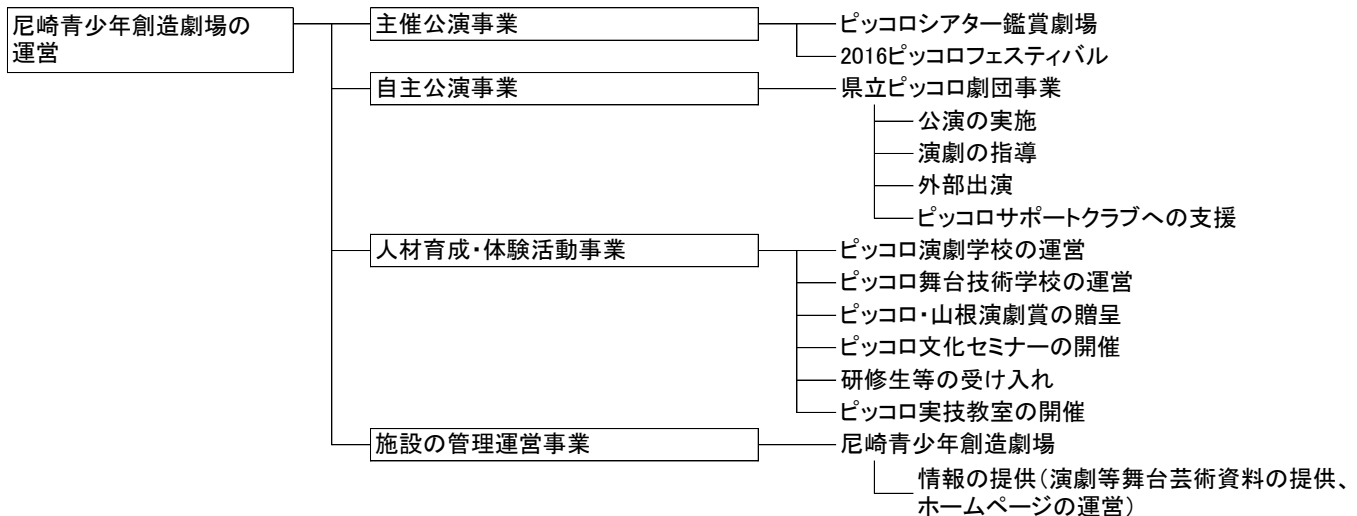 尼崎青少年創造劇場の
運営
主催公演事業
ピッコロシアター鑑賞劇場
2016ピッコロフェスティバル
自主公演事業
県立ピッコロ劇団事業
公演の実施
演劇の指導
外部出演
ピッコロサポートクラブへの支援
人材育成・体験活動事業
ピッコロ演劇学校の運営
ピッコロ舞台技術学校の運営
ピッコロ・山根演劇賞の贈呈
ピッコロ文化セミナーの開催
研修生等の受け入れ
ピッコロ実技教室の開催
施設の管理運営事業
尼崎青少年創造劇場
情報の提供（演劇等舞台芸術資料の提供、
ホームページの運営）